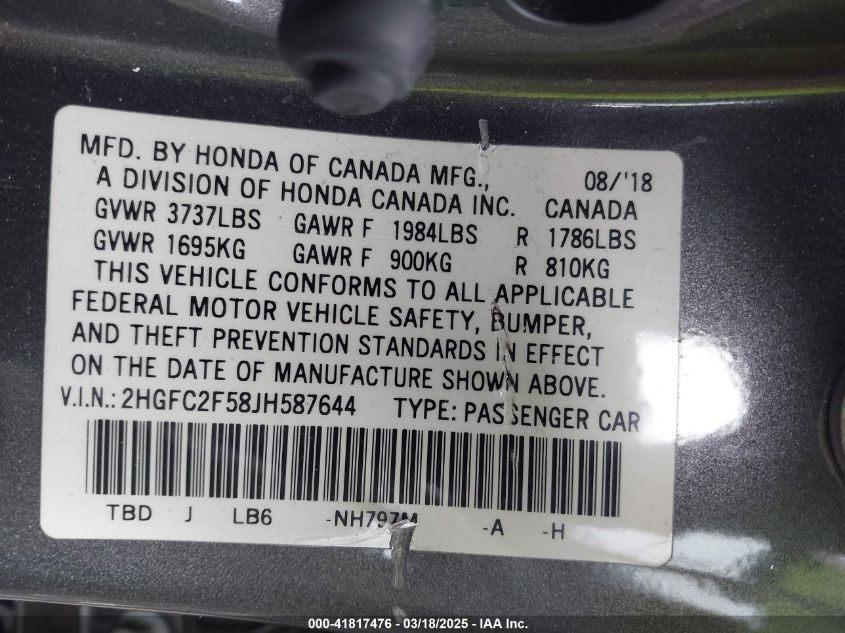 MFD. BY HONDA OF CANADA MFG., 08/'18
A DIVISION OF HONDA CANADA INC. CANADA
GVWR 3737LBS GAWR F 1984LBS R 1786LBS
GVWR 1695KG GAWR F 900KG R 810KG
THIS VEHICLE CONFORMS TO ALL APPLICABLE
FEDERAL MOTOR VEHICLE SAFETY, BUMPER,
AND THEFT PREVENTION STANDARDS IN EFFECT
ON THE DATE OF MANUFACTURE SHOWN ABOVE.
V.I.N.: 2HGFC2F58JH587644 TYPE: PASSENGER CAR
TBD J LB6 -NH797M -A -H
000-41817476 — 03/18/2025 — IAA Inc.